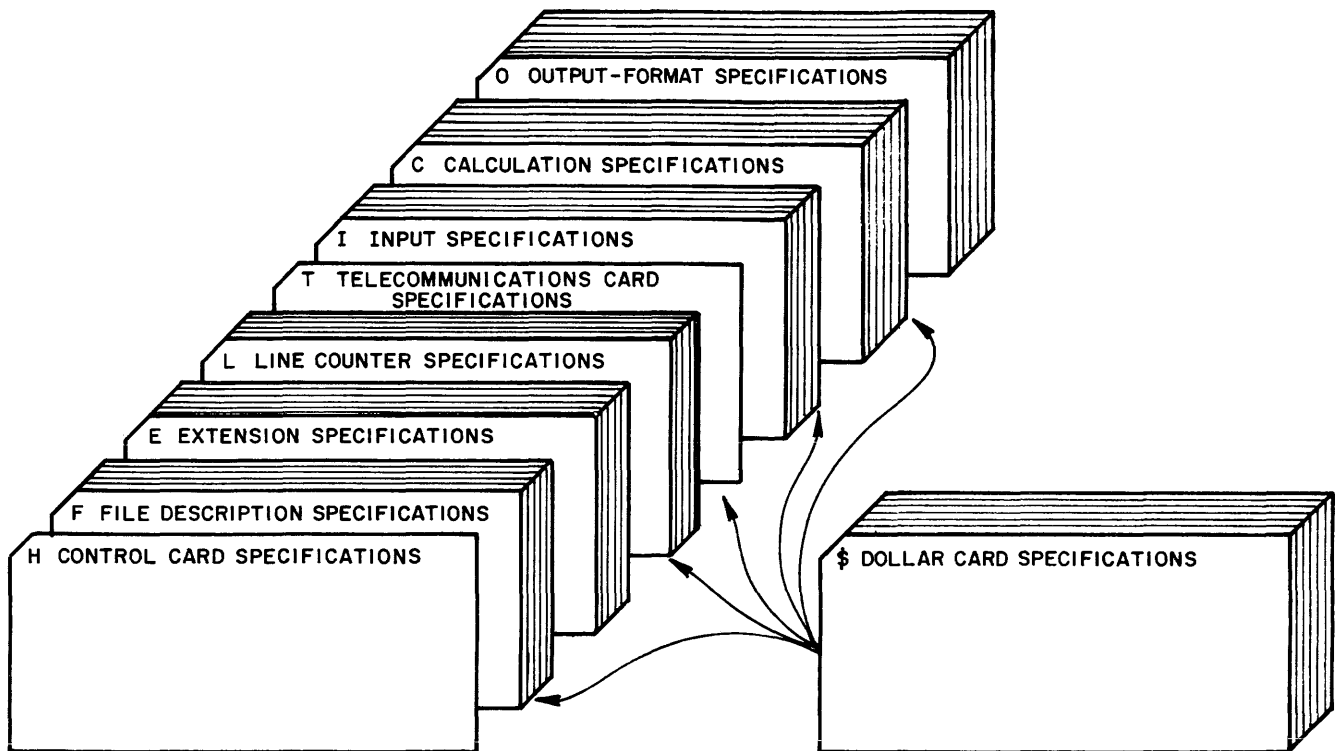 O OUTPUT-FORMAT SPECIFICATIONS
C CALCULATION SPECIFICATIONS
I INPUT SPECIFICATIONS
T TELECOMMUNICATIONS CARD
SPECIFICATIONS
L LINE COUNTER SPECIFICATIONS
E EXTENSION SPECIFICATIONS
F FILE DESCRIPTION SPECIFICATIONS
H CONTROL CARD SPECIFICATIONS
$ DOLLAR CARD SPECIFICATIONS